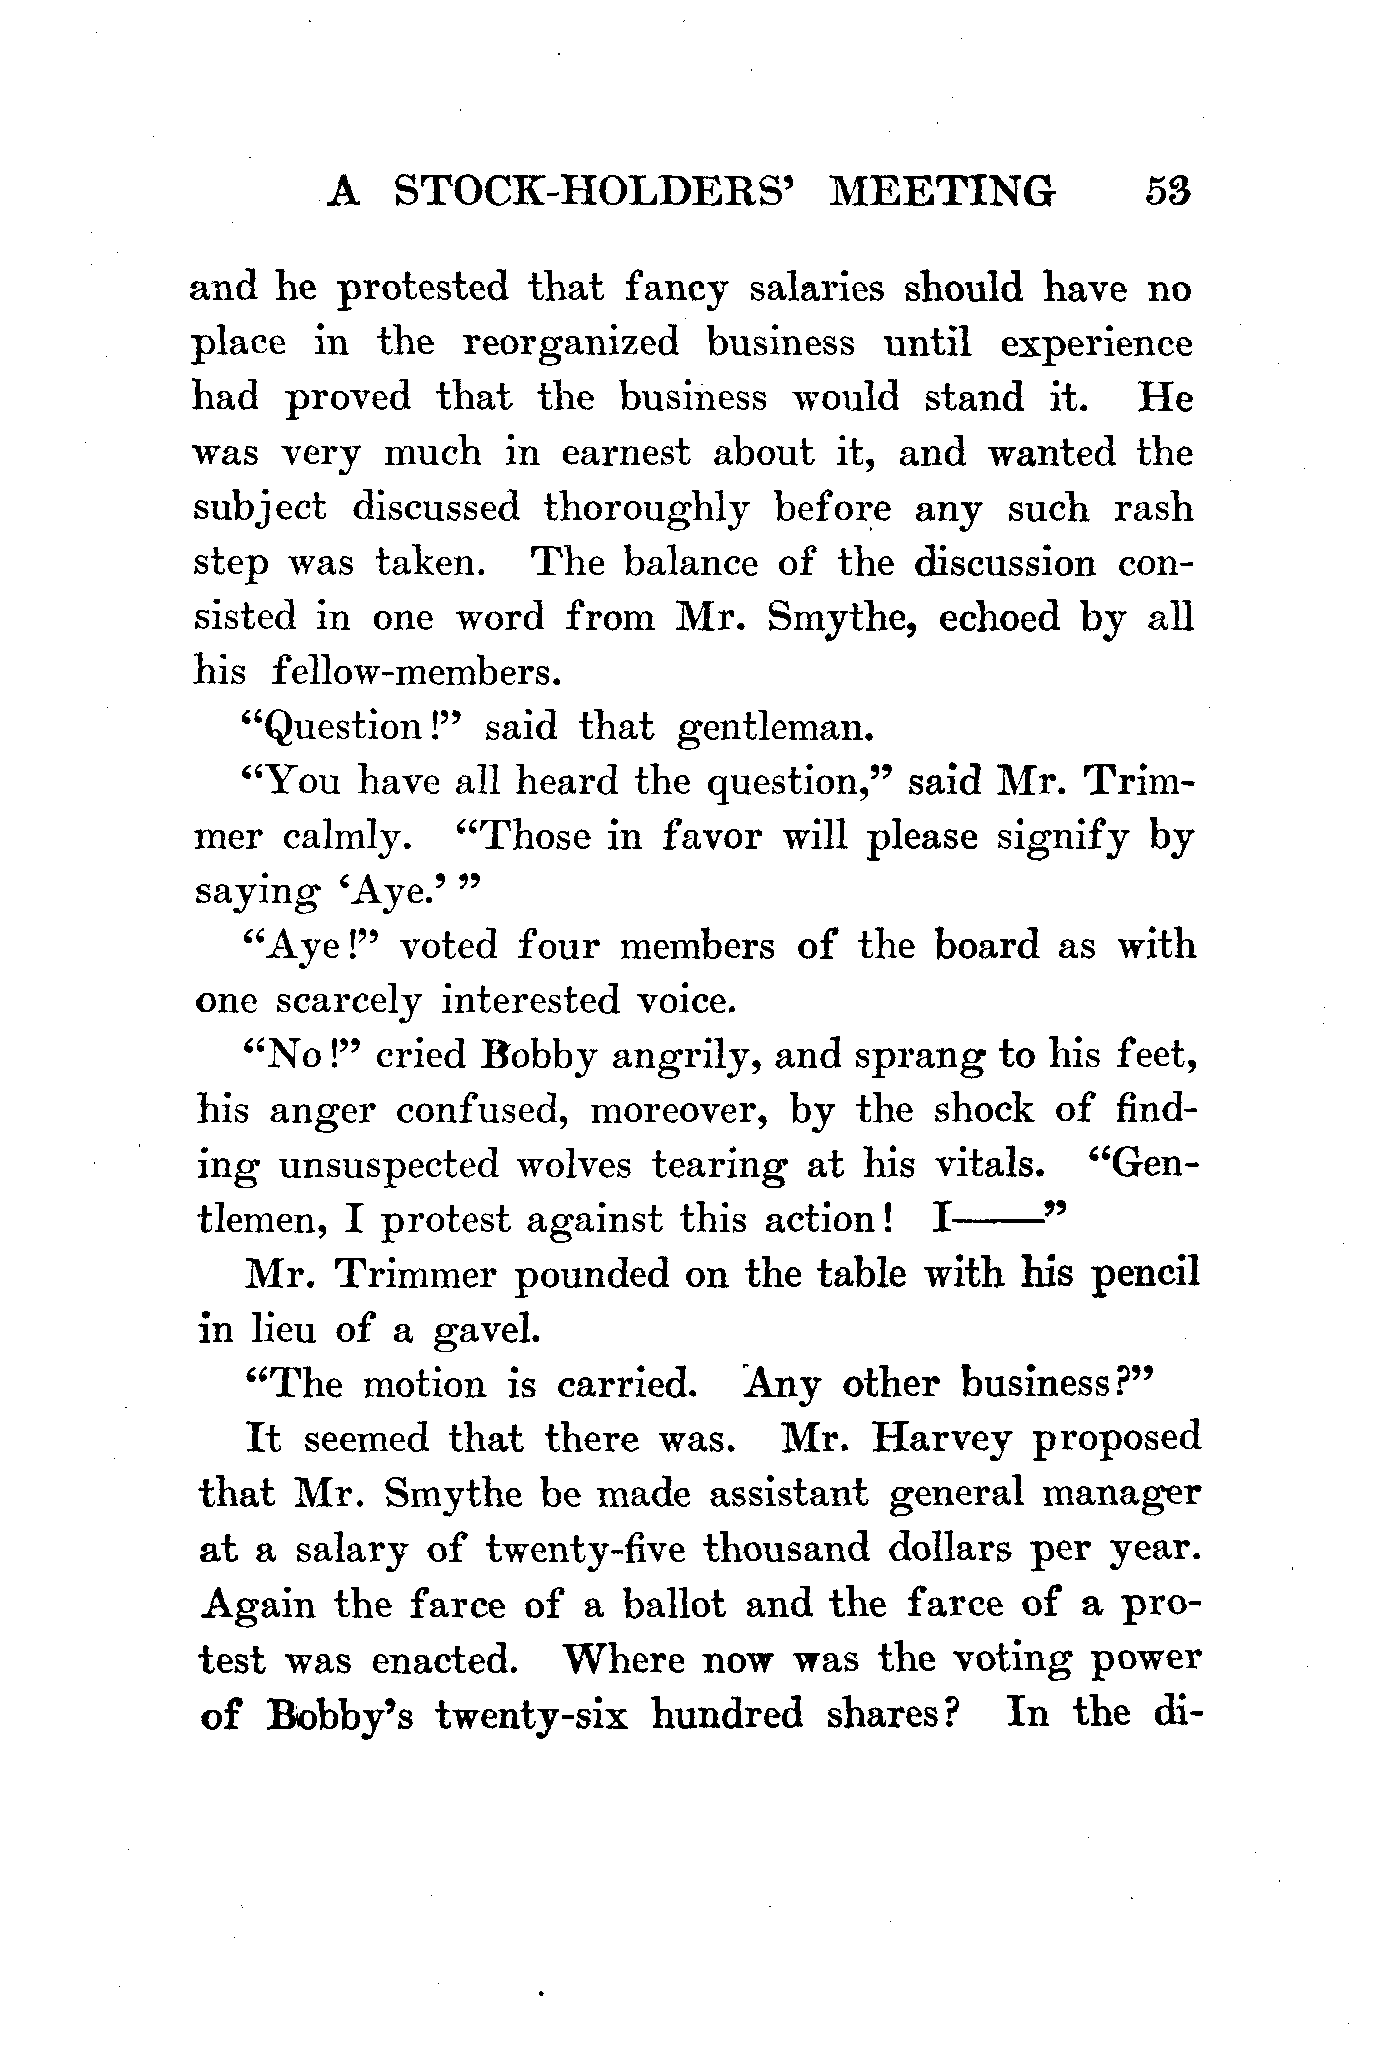 A STOCK-HOLDERS' MEETING 53
and he protested that fancy salaries should have no
place in the reorganized business until experience
had proved that the business would stand it. He
was very much in earnest about it, and wanted the
subject discussed thoroughly before any such rash
step was taken. The balance of the discussion con-
sisted in one word from Mr. Smythe, echoed by all
his fellow-members.
“Question!” said that gentleman.
“You have all heard the question,” said Mr. Trim-
mer calmly. “Those in favor will please signify by
saying ‘Aye.’ ”
“Aye!” voted four members of the board as with
one scarcely interested voice.
“No!” cried Bobby angrily, and sprang to his feet,
his anger confused, moreover, by the shock of find-
ing unsuspected wolves tearing at his vitals. “Gen-
tlemen, I protest against this action! I——”
Mr. Trimmer pounded on the table with his pencil
in lieu of a gavel.
“The motion is carried. Any other business?”
It seemed that there was. Mr. Harvey proposed
that Mr. Smythe be made assistant general manager
at a salary of twenty-five thousand dollars per year.
Again the farce of a ballot and the farce of a pro-
test was enacted. Where now was the voting power
of Bobby's twenty-six hundred shares? In the di-